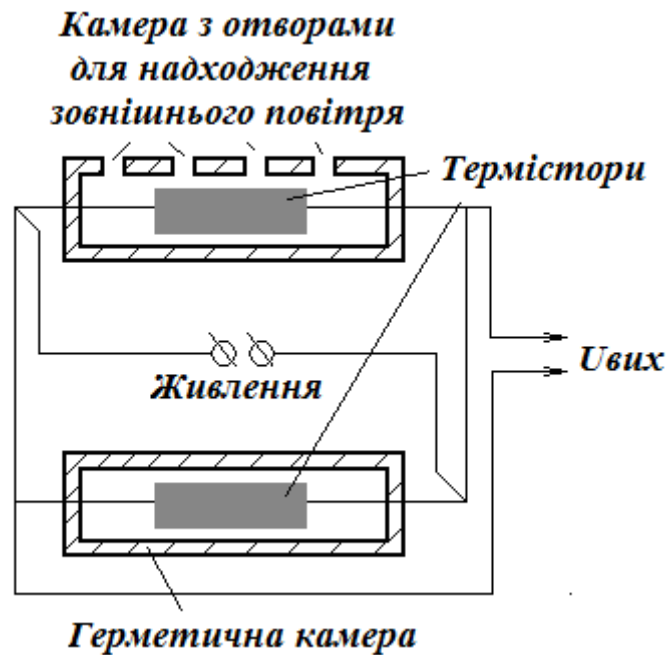 Камера з отворами
для надходження
зовнішнього повітря
Термістори
Uвих
Живлення
Герметична камера